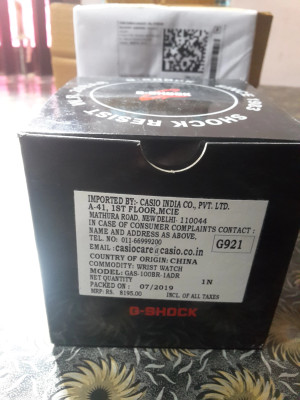 SHOCK RESIST
IMPORTED BY:- CASIO INDIA CO., PVT. LTD.
A-41, 1ST FLOOR, MCIE
MATHURA ROAD, NEW DELHI- 110044
IN CASE OF CONSUMER COMPLAINTS CONTACT :
NAME AND ADDRESS AS ABOVE,
TEL. NO: 011-66999200
EMAIL :casiocare@casio.co.in
G921
COUNTRY OF ORIGIN: CHINA
COMMODITY: WRIST WATCH
MODEL: GAS-100BR-1ADR
1N
PACKED ON : 07/2019
MRP: RS. 8195.00 INCL. OF ALL TAXES
G-SHOCK